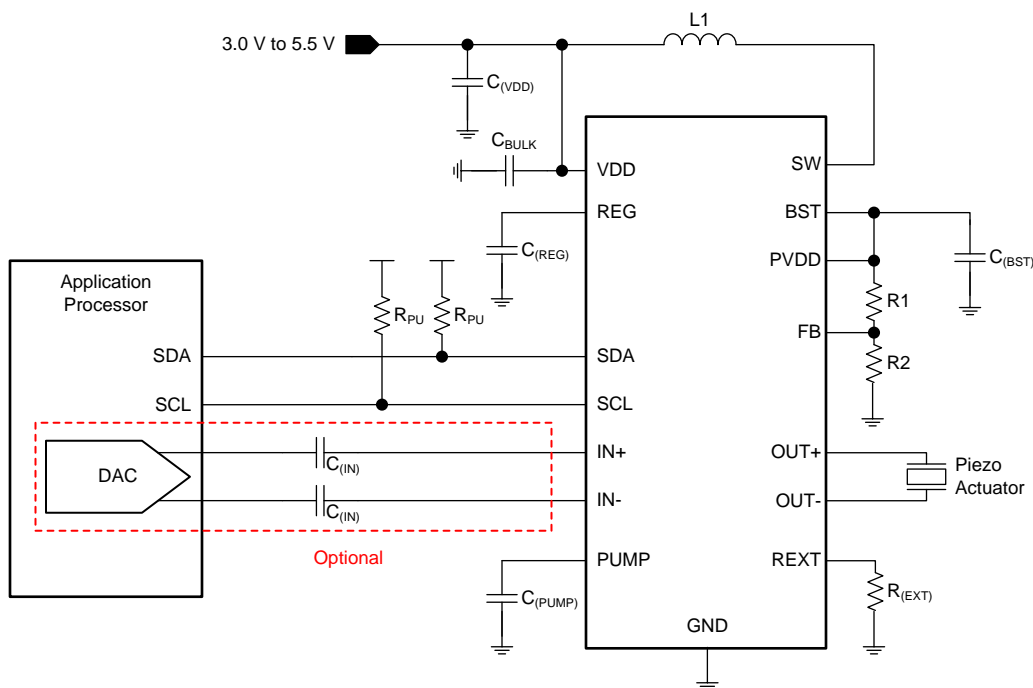 L1
3.0 V to 5.5 V
C(VDD)
CBULK
VDD
SW
REG
BST
C(REG)
PVDD
C(BST)
Application
Processor
RPU
RPU
R1
FB
SDA
SDA
R2
SCL
SCL
DAC
C(IN)
IN+
OUT+
Piezo
Actuator
C(IN)
IN-
OUT-
Optional
PUMP
REXT
C(PUMP)
R(EXT)
GND